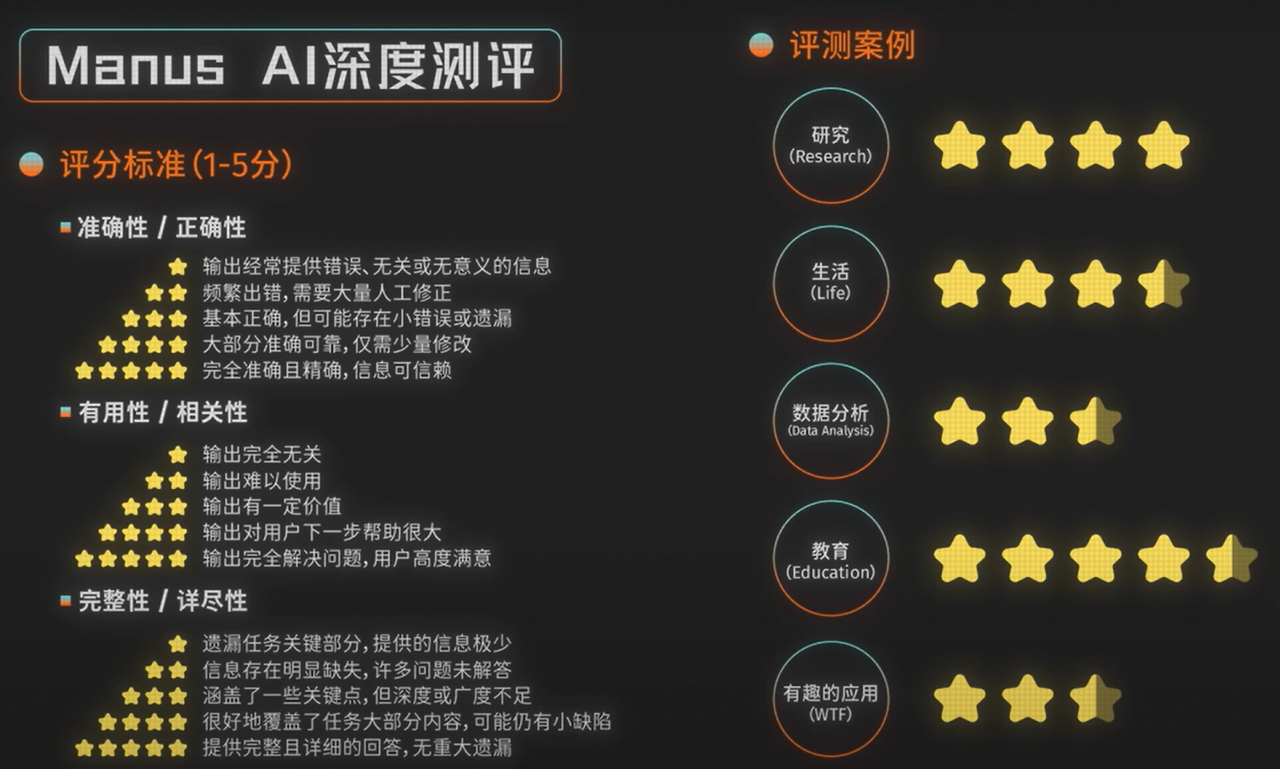 Manus AI深度测评
评分标准(1-5分)
准确性 / 正确性
输出经常提供错误、无关或无意义的信息
频繁出错,需要大量人工修正
基本正确,但可能存在小错误或遗漏
大部分准确可靠,仅需少量修改
完全准确且精确,信息可信赖
有用性 / 相关性
输出完全无关
输出难以使用
输出有一定价值
输出对用户下一步帮助很大
输出完全解决问题,用户高度满意
完整性 / 详尽性
遗漏任务关键部分,提供的信息极少
信息存在明显缺失,许多问题未解答
涵盖了一些关键点,但深度或广度不足
很好地覆盖了任务大部分内容,可能仍有小缺陷
提供完整且详细的回答,无重大遗漏
评测案例
研究
(Research)
生活
(Life)
数据分析
(Data Analysis)
教育
(Education)
有趣的应用
(WTF)